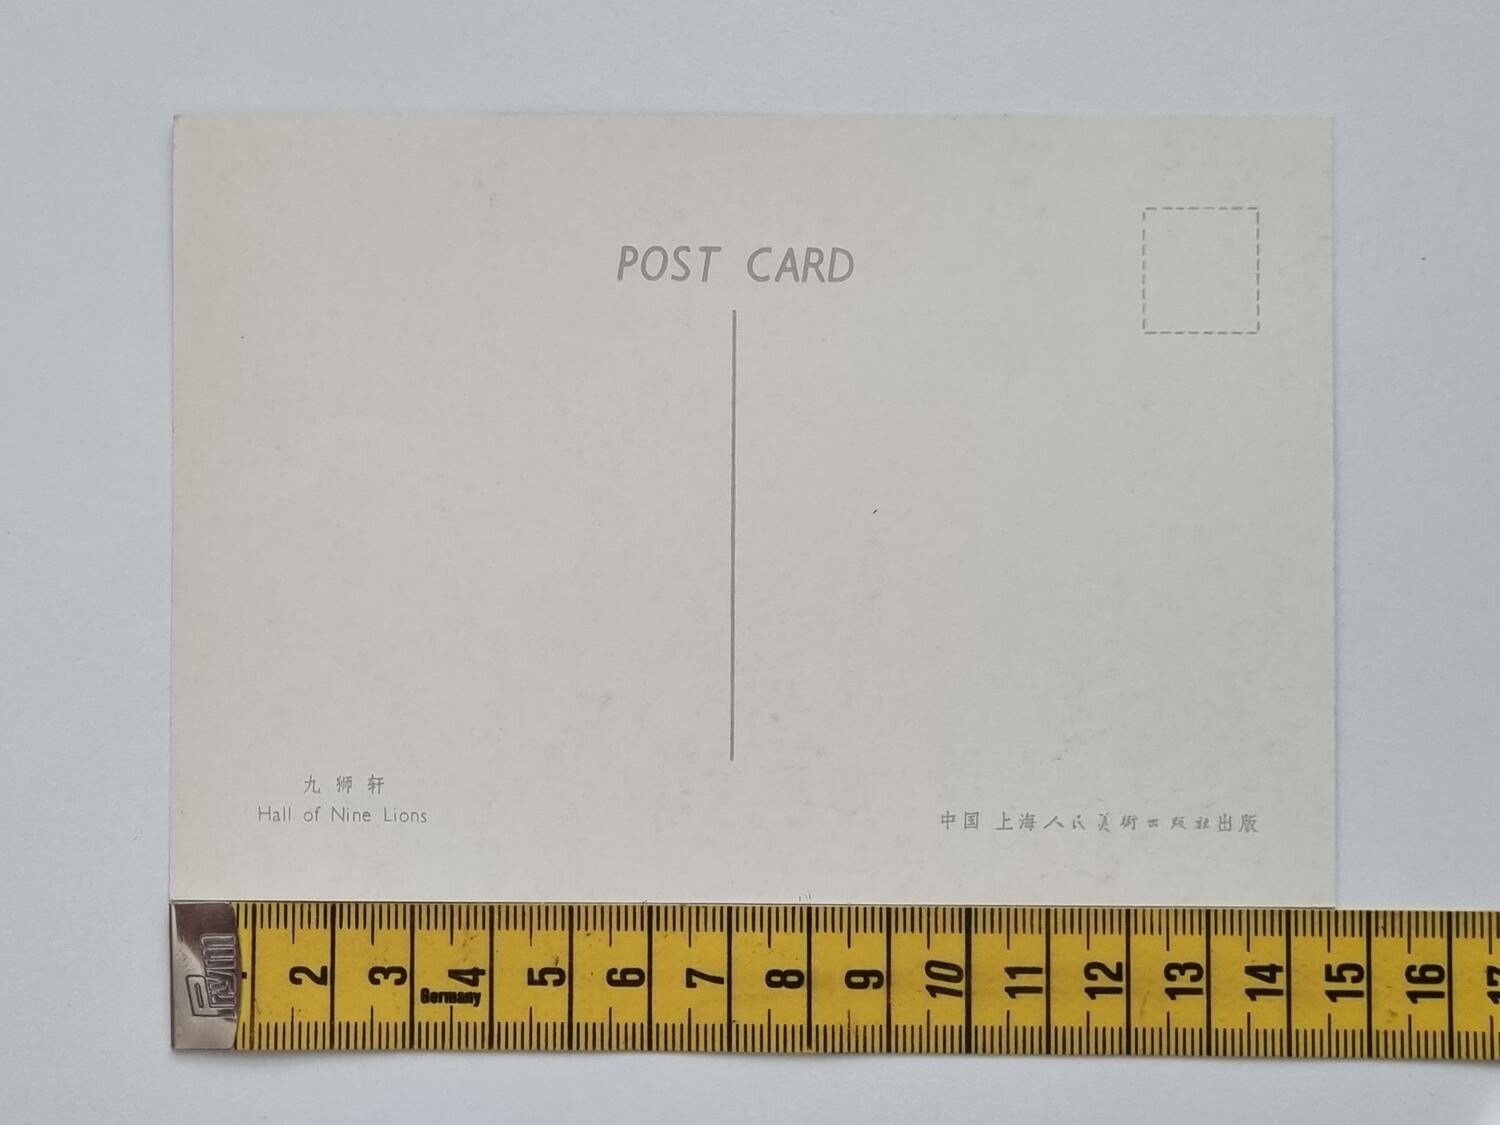 POST CARD
九狮轩
Hall of Nine Lions
中国 上海人民美術出版社出版
Prym
2 3 4 5 6 7 8 9 10 11 12 13 14 15 16 17
Germany